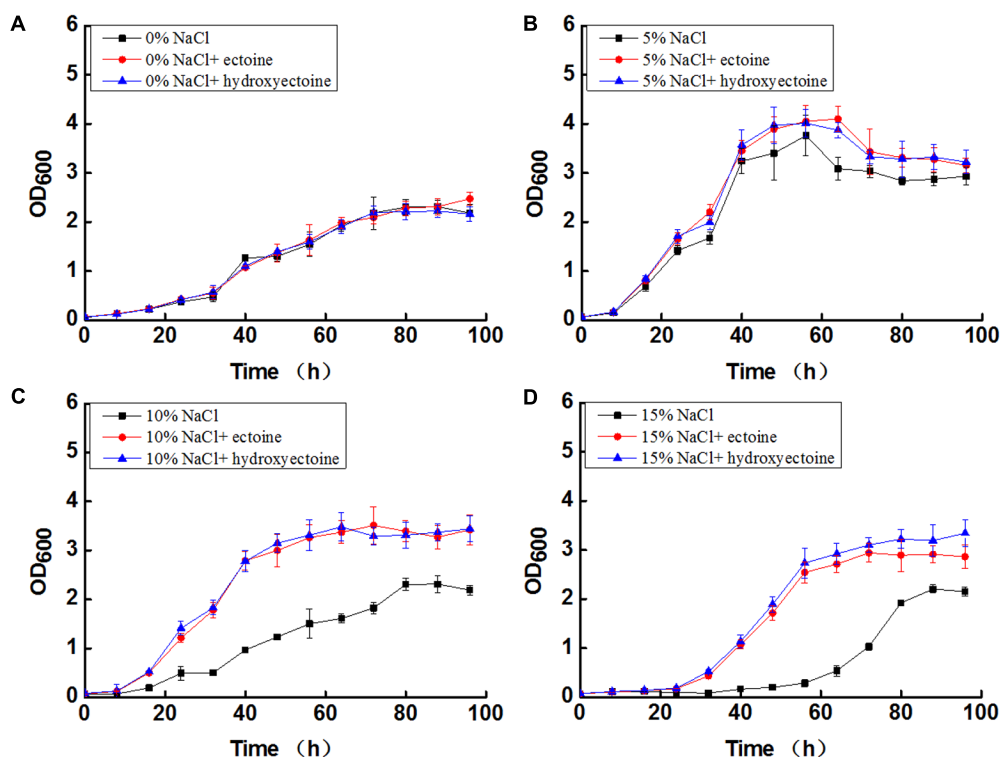 A
0% NaCl
0% NaCl+ ectoine
0% NaCl+ hydroxyectoine
OD600
6
5
4
3
2
1
0
0 20 40 60 80 100
Time （h）
B
5% NaCl
5% NaCl+ ectoine
5% NaCl+ hydroxyectoine
OD600
6
5
4
3
2
1
0
0 20 40 60 80 100
Time （h）
C
10% NaCl
10% NaCl+ ectoine
10% NaCl+ hydroxyectoine
OD600
6
5
4
3
2
1
0
0 20 40 60 80 100
Time （h）
D
15% NaCl
15% NaCl+ ectoine
15% NaCl+ hydroxyectoine
OD600
6
5
4
3
2
1
0
0 20 40 60 80 100
Time （h）